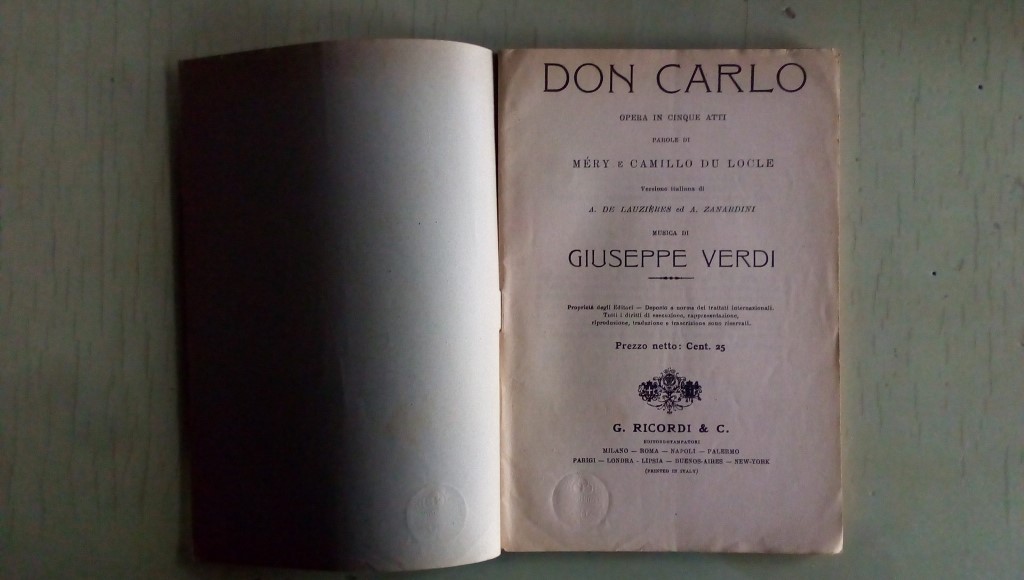 DON CARLO
OPERA IN CINQUE ATTI
PAROLE DI
MÉRY E CAMILLO DU LOCLE
Versione italiana di
A. DE LAUZIÈRES ed A. ZANARDINI
MUSICA DI
GIUSEPPE VERDI
Proprietà degli Editori — Deposto a norma dei trattati internazionali.
Tutti i diritti di esecuzione, rappresentazione,
riproduzione, traduzione e trascrizione sono riservati.
Prezzo netto: Cent. 25
G. RICORDI & C.
EDITORI-STAMPATORI
MILANO — ROMA — NAPOLI — PALERMO
PARIGI — LONDRA - LIPSIA — BUENOS-AIRES — NEW-YORK
(PRINTED IN ITALY)